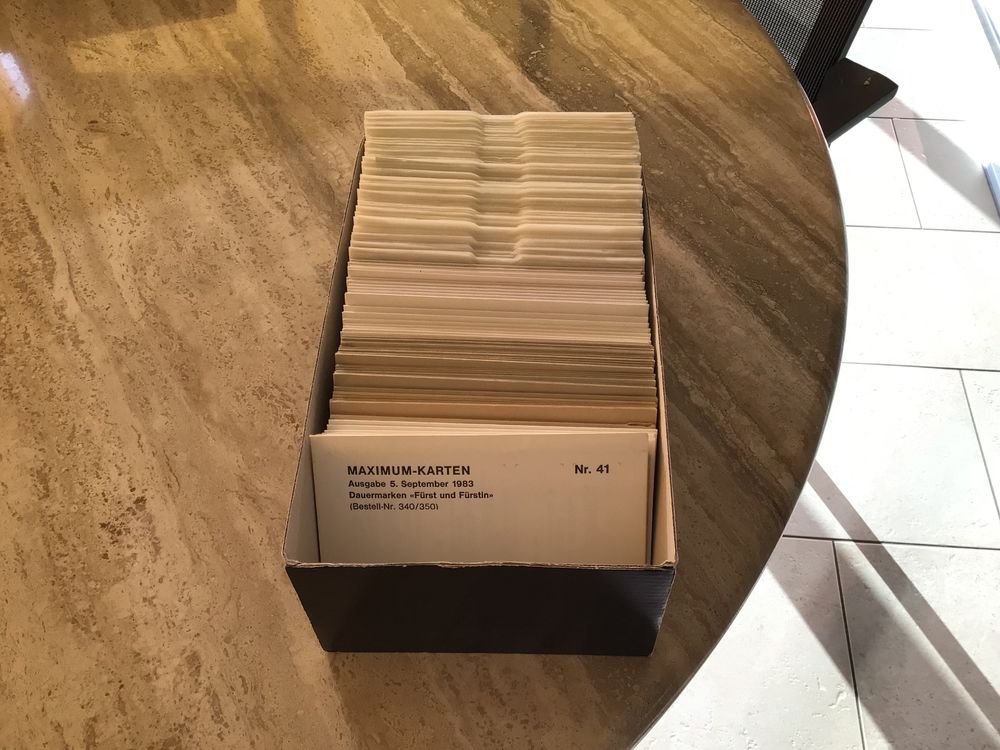 MAXIMUM-KARTEN Nr. 41
Ausgabe 5. September 1983
Dauermarken «Fürst und Fürstin»
(Bestell-Nr. 340/350)